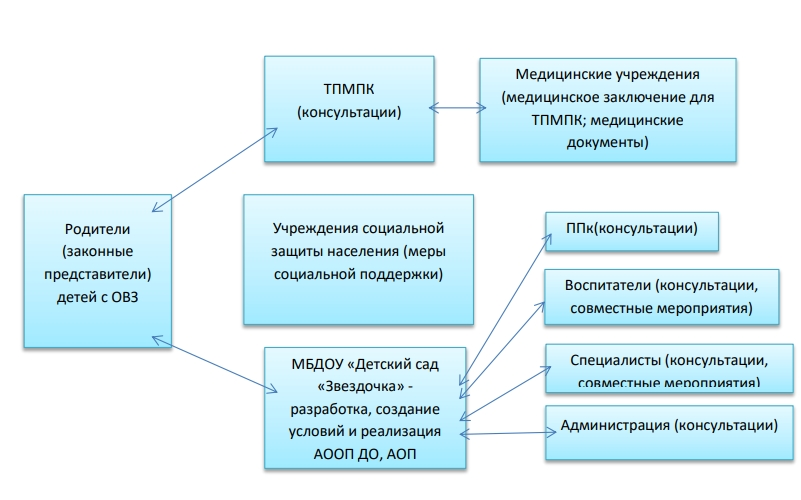 ТПМПК
(консультации)
Медицинские учреждения
(медицинское заключение для
ТПМПК; медицинские
документы)
Родители
(законные
представители)
детей с ОВЗ
Учреждения социальной
защиты населения (меры
социальной поддержки)
ППк(консультации)
Воспитатели (консультации,
совместные мероприятия)
МБДОУ «Детский сад
«Звездочка» -
разработка, создание
условий и реализация
АООП ДО, АОП
Специалисты (консультации,
совместные мероприятия)
Администрация (консультации)